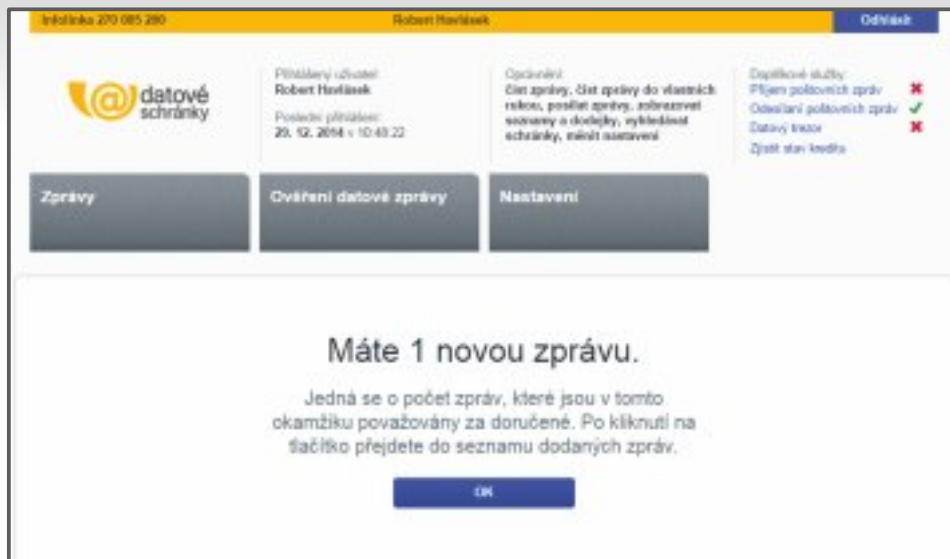 Infolinka 270 005 200
Robert Havlásek
Odhlásit
datové
schránky
Přihlášený uživatel:
Robert Havlásek
Poslední přihlášení:
29. 12. 2014 v 10:48:22
Oprávnění:
číst zprávy, číst zprávy do vlastních
rukou, posílat zprávy, zobrazovat
seznamy a dodejky, vyhledávat
schránky, měnit nastavení
Doplňkové služby:
Příjem poštovních zpráv
Odesílání poštovních zpráv
Datový trezor
Zjistit stav kreditu
Zprávy
Ověření datové zprávy
Nastavení
Máte 1 novou zprávu.
Jedná se o počet zpráv, které jsou v tomto
okamžiku považovány za doručené. Po kliknutí na
tlačítko přejdete do seznamu dodaných zpráv.
OK